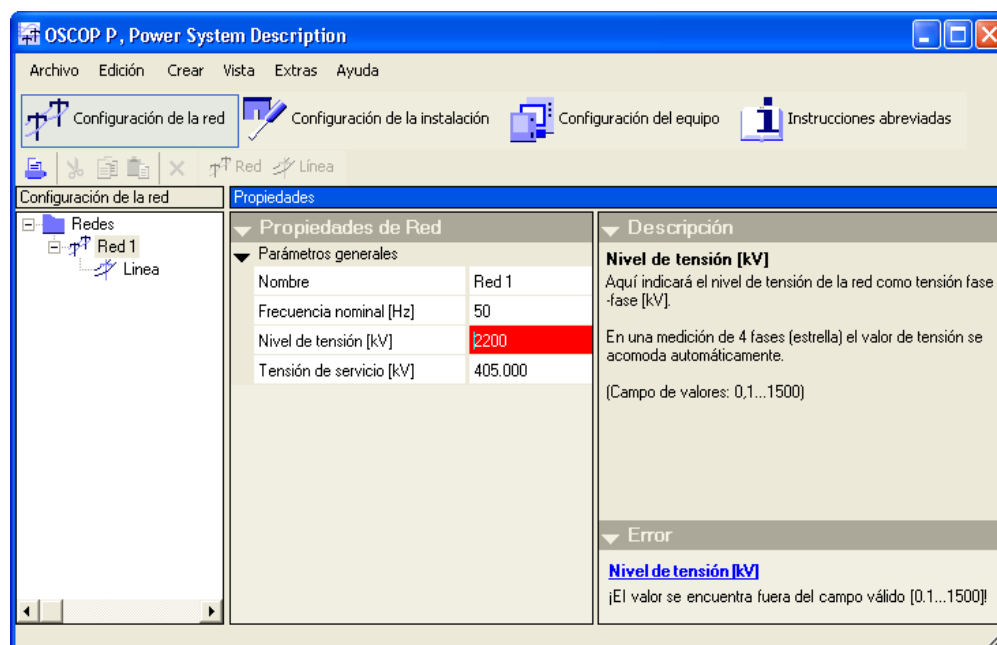 OSCOP P, Power System Description
Archivo Edición Crear Vista Extras Ayuda
Configuración de la red Configuración de la instalación Configuración del equipo Instrucciones abreviadas
Red Línea
Configuración de la red
Propiedades
Redes
Red 1
Linea
Propiedades de Red
Parámetros generales
Nombre Red 1
Frecuencia nominal [Hz] 50
Nivel de tensión [kV] 2200
Tensión de servicio [kV] 405.000
Descripción
Nivel de tensión [kV]
Aquí indicará el nivel de tensión de la red como tensión fase
-fase [kV].
En una medición de 4 fases (estrella) el valor de tensión se
acomoda automáticamente.
(Campo de valores: 0,1...1500)
Error
Nivel de tensión [kV]
¡El valor se encuentra fuera del campo válido [0.1...1500]!